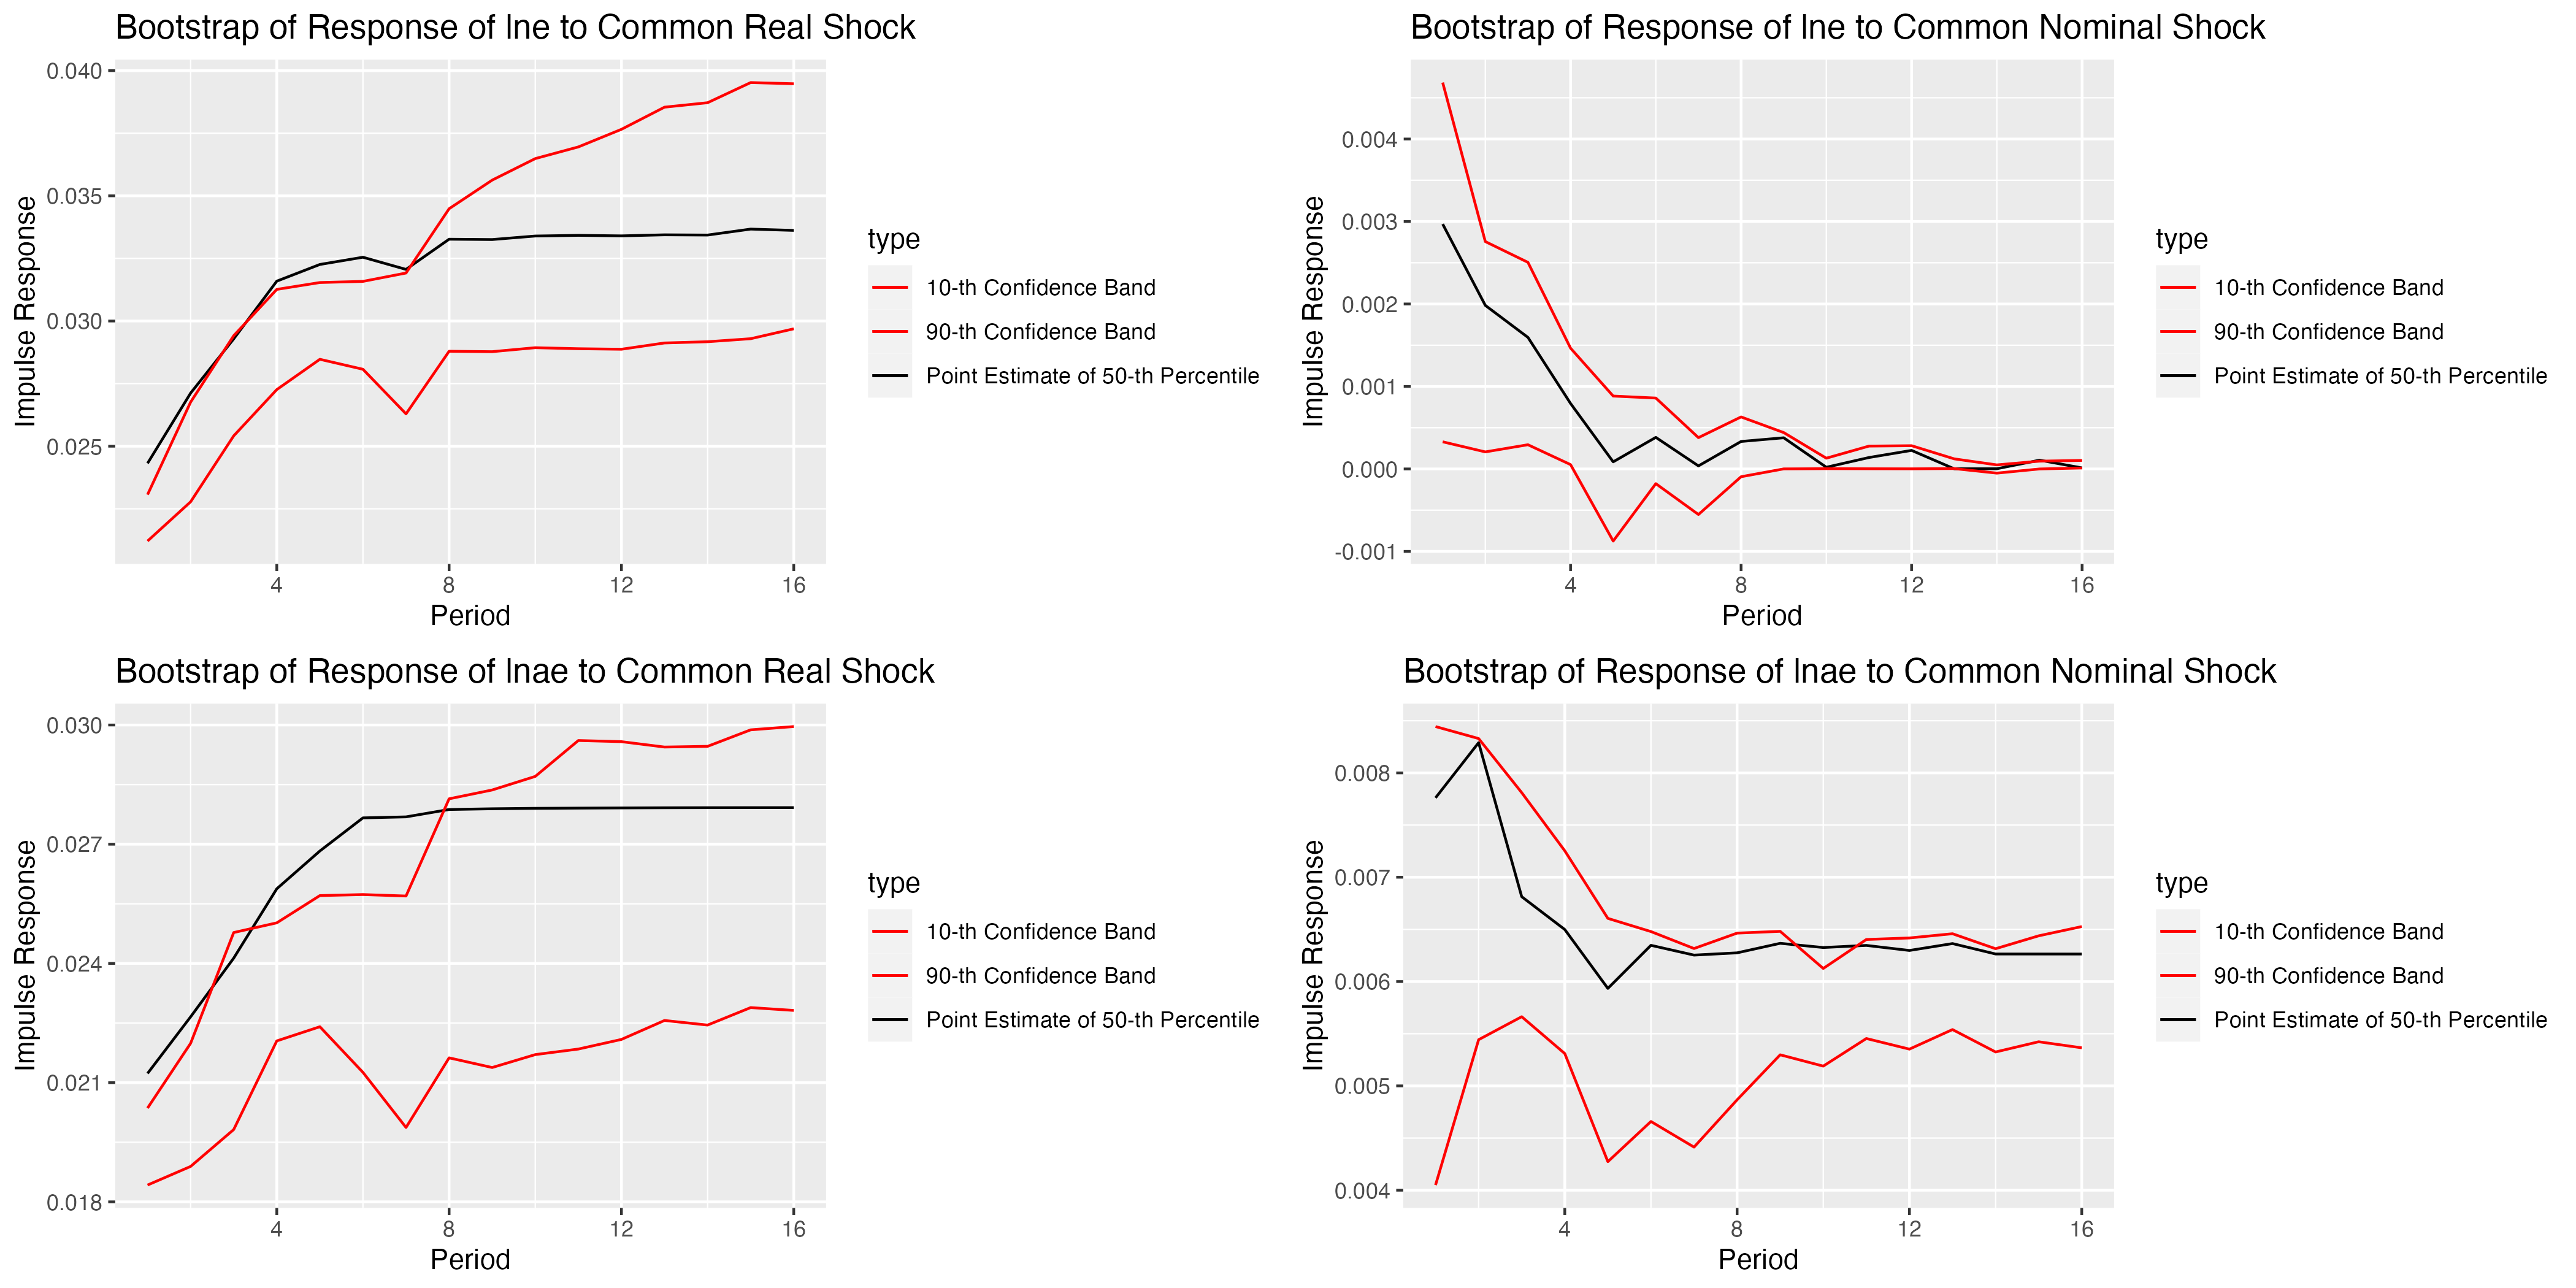 Bootstrap of Response of lne to Common Real Shock
Impulse Response
0.040
0.035
0.030
0.025
4 8 12 16
Period
type
10-th Confidence Band
90-th Confidence Band
Point Estimate of 50-th Percentile
Bootstrap of Response of lne to Common Nominal Shock
Impulse Response
0.004
0.003
0.002
0.001
0.000
-0.001
4 8 12 16
Period
type
10-th Confidence Band
90-th Confidence Band
Point Estimate of 50-th Percentile
Bootstrap of Response of lnae to Common Real Shock
Impulse Response
0.030
0.027
0.024
0.021
0.018
4 8 12 16
Period
type
10-th Confidence Band
90-th Confidence Band
Point Estimate of 50-th Percentile
Bootstrap of Response of lnae to Common Nominal Shock
Impulse Response
0.008
0.007
0.006
0.005
0.004
4 8 12 16
Period
type
10-th Confidence Band
90-th Confidence Band
Point Estimate of 50-th Percentile